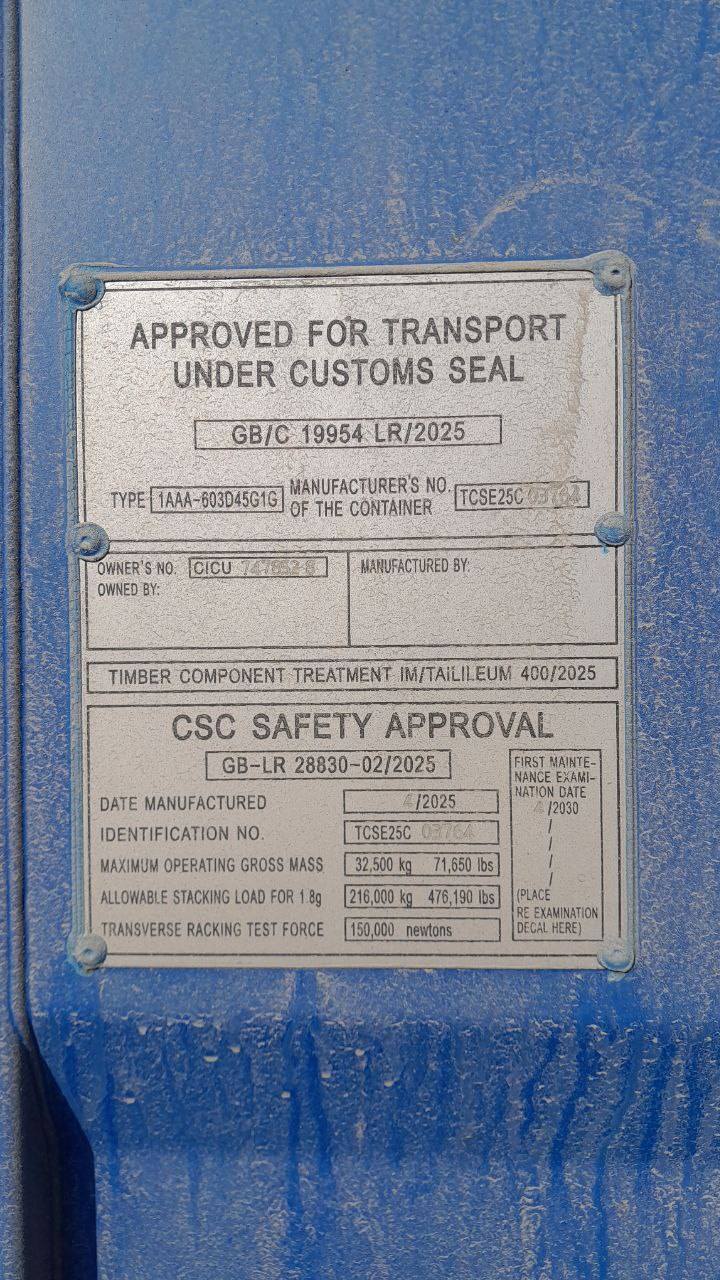 APPROVED FOR TRANSPORT
UNDER CUSTOMS SEAL
GB/C 19954 LR/2025
TYPE 1AAA-603D45G1G MANUFACTURER'S NO. OF THE CONTAINER TCSE25C 03764
OWNER'S NO. CICU
OWNED BY:
MANUFACTURED BY:
TIMBER COMPONENT TREATMENT IM/TAILILEUM 400/2025
CSC SAFETY APPROVAL
GB-LR 28830-02/2025
DATE MANUFACTURED 4/2025
IDENTIFICATION NO. TCSE25C 03764
MAXIMUM OPERATING GROSS MASS 32,500 kg 71,650 lbs
ALLOWABLE STACKING LOAD FOR 1.8g 216,000 kg 476,190 lbs
TRANSVERSE RACKING TEST FORCE 150,000 newtons
FIRST MAINTE-
NANCE EXAMI-
NATION DATE
4/2030
/
/
/
/
(PLACE
RE EXAMINATION
DECAL HERE)